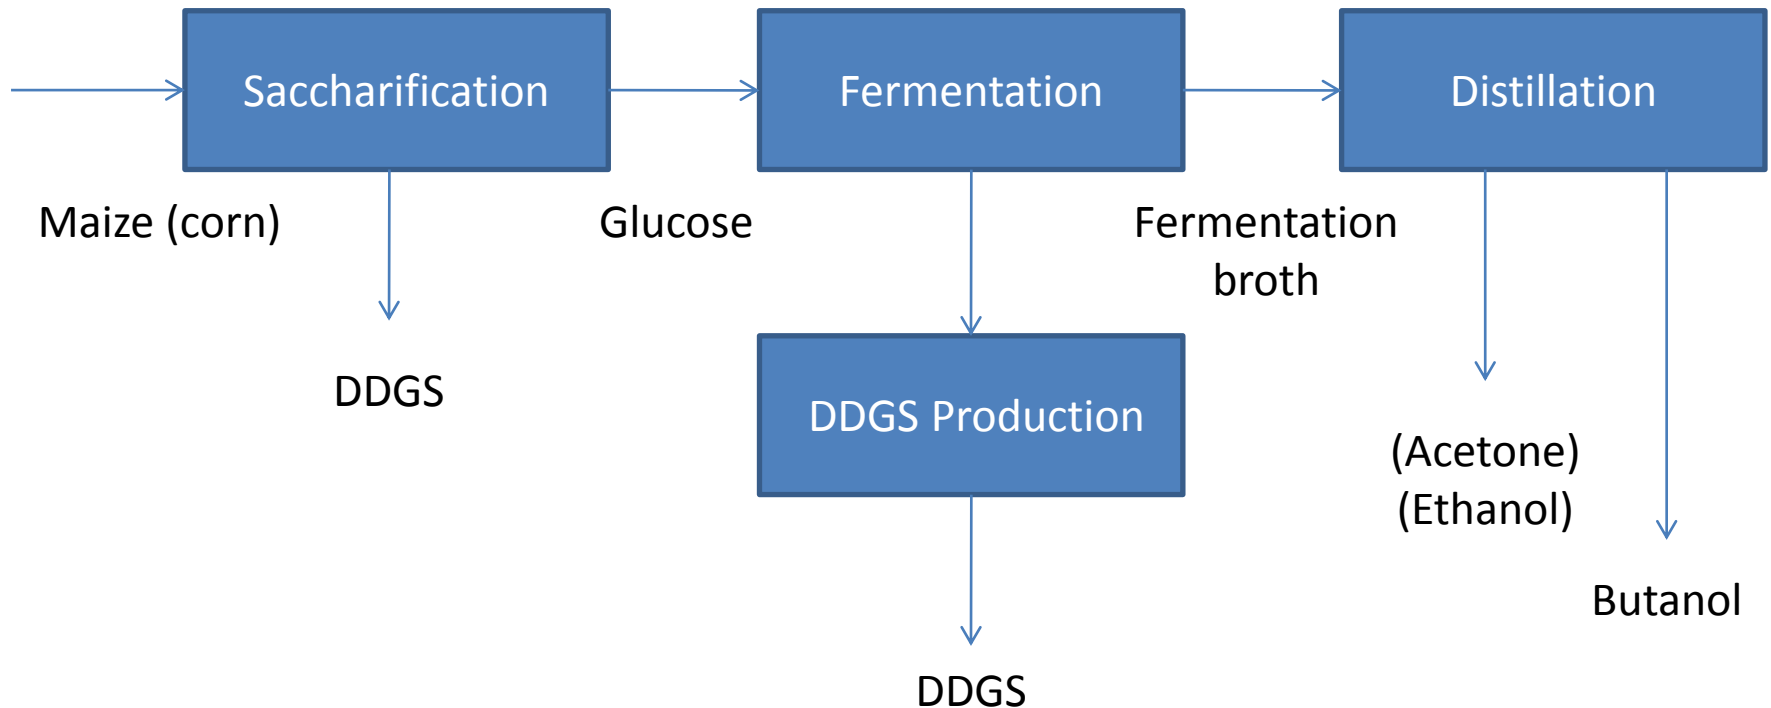 Saccharification
Fermentation
Distillation
Maize (corn)
Glucose
Fermentation
broth
DDGS
DDGS Production
(Acetone)
(Ethanol)
Butanol
DDGS